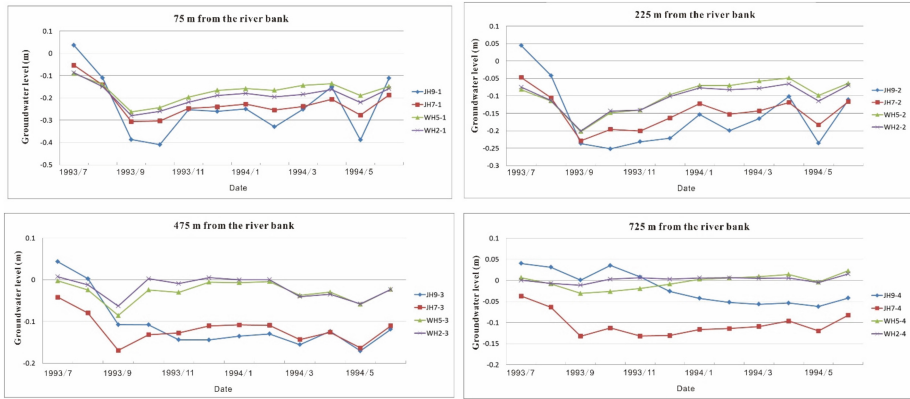 75 m from the river bank
Groundwater level (m)
0.1
0
-0.1
-0.2
-0.3
-0.4
-0.5
1993/7 1993/9 1993/11 1994/1 1994/3 1994/5
Date
JH9-1
JH7-1
WH5-1
WH2-1
225 m from the river bank
Groundwater level (m)
0.1
0.05
0
-0.05
-0.1
-0.15
-0.2
-0.25
-0.3
1993/7 1993/9 1993/11 1994/1 1994/3 1994/5
Date
JH9-2
JH7-2
WH5-2
WH2-2
475 m from the river bank
Groundwater level (m)
0.1
0
-0.1
-0.2
1993/7 1993/9 1993/11 1994/1 1994/3 1994/5
Date
JH9-3
JH7-3
WH5-3
WH2-3
725 m from the river bank
Groundwater level (m)
0.1
0.05
0
-0.05
-0.1
-0.15
-0.2
1993/7 1993/9 1993/11 1994/1 1994/3 1994/5
Date
JH9-4
JH7-4
WH5-4
WH2-4